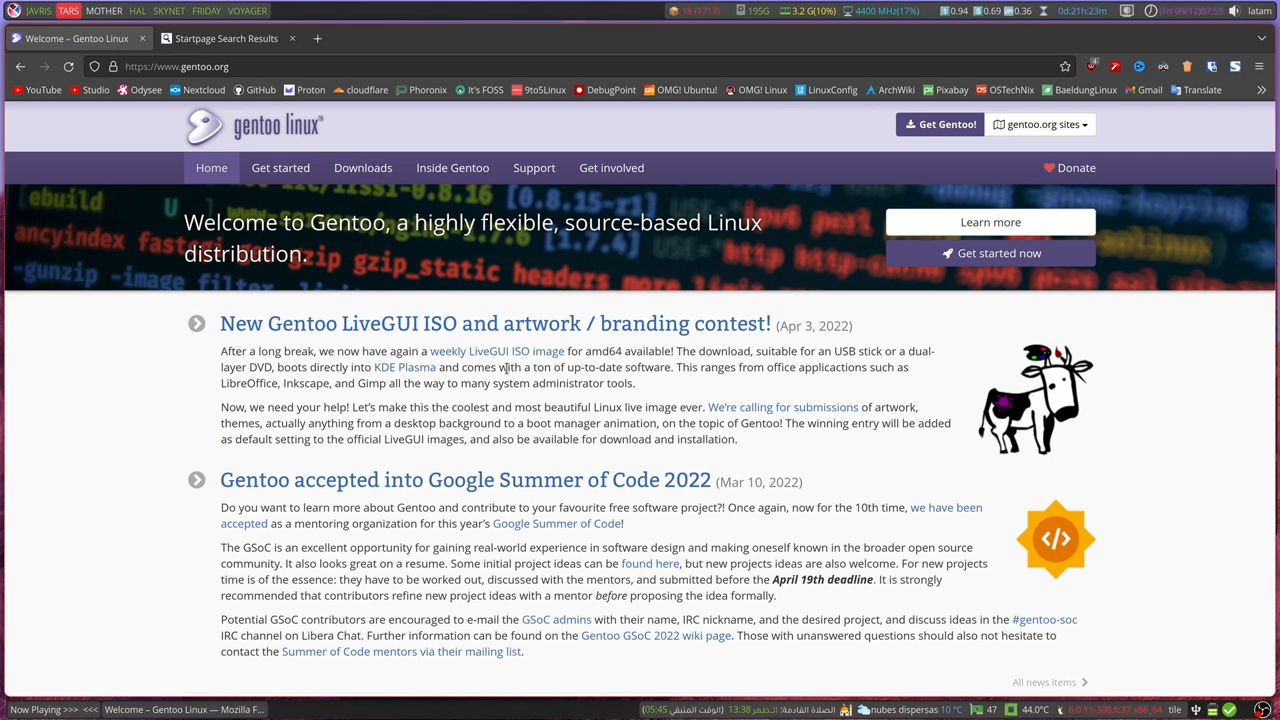 JAVRIS TARS MOTHER HAL SKYNET FRIDAY VOYAGER
18 (1717) 195G 3.2 G(10%) 4400 MHz(17%) 0.94 0.69 0.36 0d:21h:23m (Fri 09/12)07:53 latam
Welcome – Gentoo Linux
Startpage Search Results
https://www.gentoo.org
YouTube Studio Odysee Nextcloud GitHub Proton cloudflare Phoronix It's FOSS 9to5Linux DebugPoint OMG! Ubuntu OMG! Linux LinuxConfig ArchWiki Pixabay OSTechNix BaeldungLinux Gmail Translate
gentoo linux™
Get Gentoo! gentoo.org sites
Home Get started Downloads Inside Gentoo Support Get involved Donate
Welcome to Gentoo, a highly flexible, source-based Linux
distribution.
Learn more
Get started now
New Gentoo LiveGUI ISO and artwork / branding contest! (Apr 3, 2022)
After a long break, we now have again a weekly LiveGUI ISO image for amd64 available! The download, suitable for an USB stick or a dual-
layer DVD, boots directly into KDE Plasma and comes with a ton of up-to-date software. This ranges from office applicactions such as
LibreOffice, Inkscape, and Gimp all the way to many system administrator tools.
Now, we need your help! Let's make this the coolest and most beautiful Linux live image ever. We're calling for submissions of artwork,
themes, actually anything from a desktop background to a boot manager animation, on the topic of Gentoo! The winning entry will be added
as default setting to the official LiveGUI images, and also be available for download and installation.
Gentoo accepted into Google Summer of Code 2022 (Mar 10, 2022)
Do you want to learn more about Gentoo and contribute to your favourite free software project?! Once again, now for the 10th time, we have been
accepted as a mentoring organization for this year's Google Summer of Code!
The GSoC is an excellent opportunity for gaining real-world experience in software design and making oneself known in the broader open source
community. It also looks great on a resume. Some initial project ideas can be found here, but new projects ideas are also welcome. For new projects
time is of the essence: they have to be worked out, discussed with the mentors, and submitted before the April 19th deadline. It is strongly
recommended that contributors refine new project ideas with a mentor before proposing the idea formally.
Potential GSoC contributors are encouraged to e-mail the GSoC admins with their name, IRC nickname, and the desired project, and discuss ideas in the #gentoo-soc
IRC channel on Libera Chat. Further information can be found on the Gentoo GSoC 2022 wiki page. Those with unanswered questions should also not hesitate to
contact the Summer of Code mentors via their mailing list.
All news items
Now Playing >>> <<< Welcome – Gentoo Linux — Mozilla F... الصلاة القادمة: الظهر 13:38 (الوقت المتبقي 05:45) nubes dispersas 10 °C 47 44.0°C 6.0.11-300.fc37.x86_64 tile